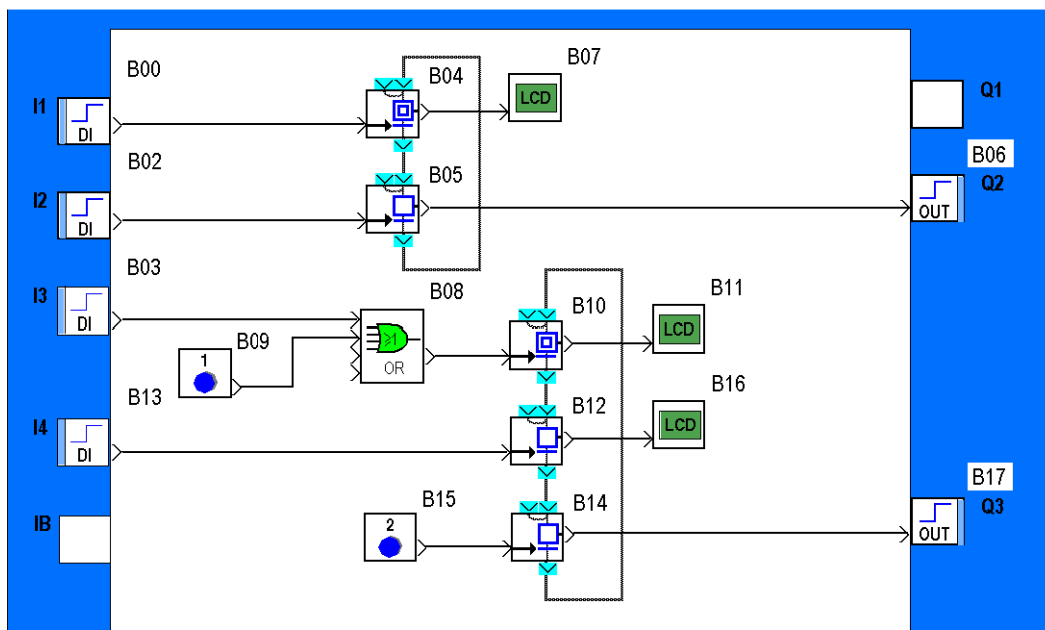 B00
B04
B07
I1
DI
LCD
Q1
B02
B05
B06
I2
DI
Q2
OUT
B03
B08
B10
B11
I3
DI
B09
≥1
OR
LCD
1
B13
B12
B16
I4
DI
LCD
B15
B14
B17
IB
2
Q3
OUT